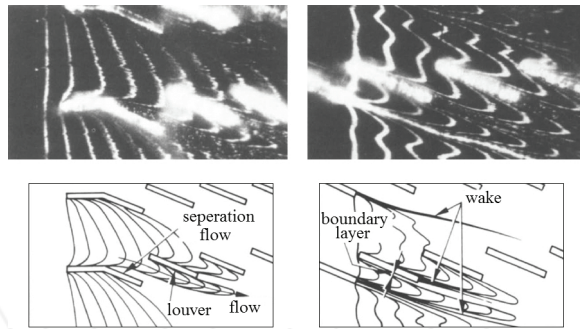 seperation
flow
louver
flow
boundary
layer
wake